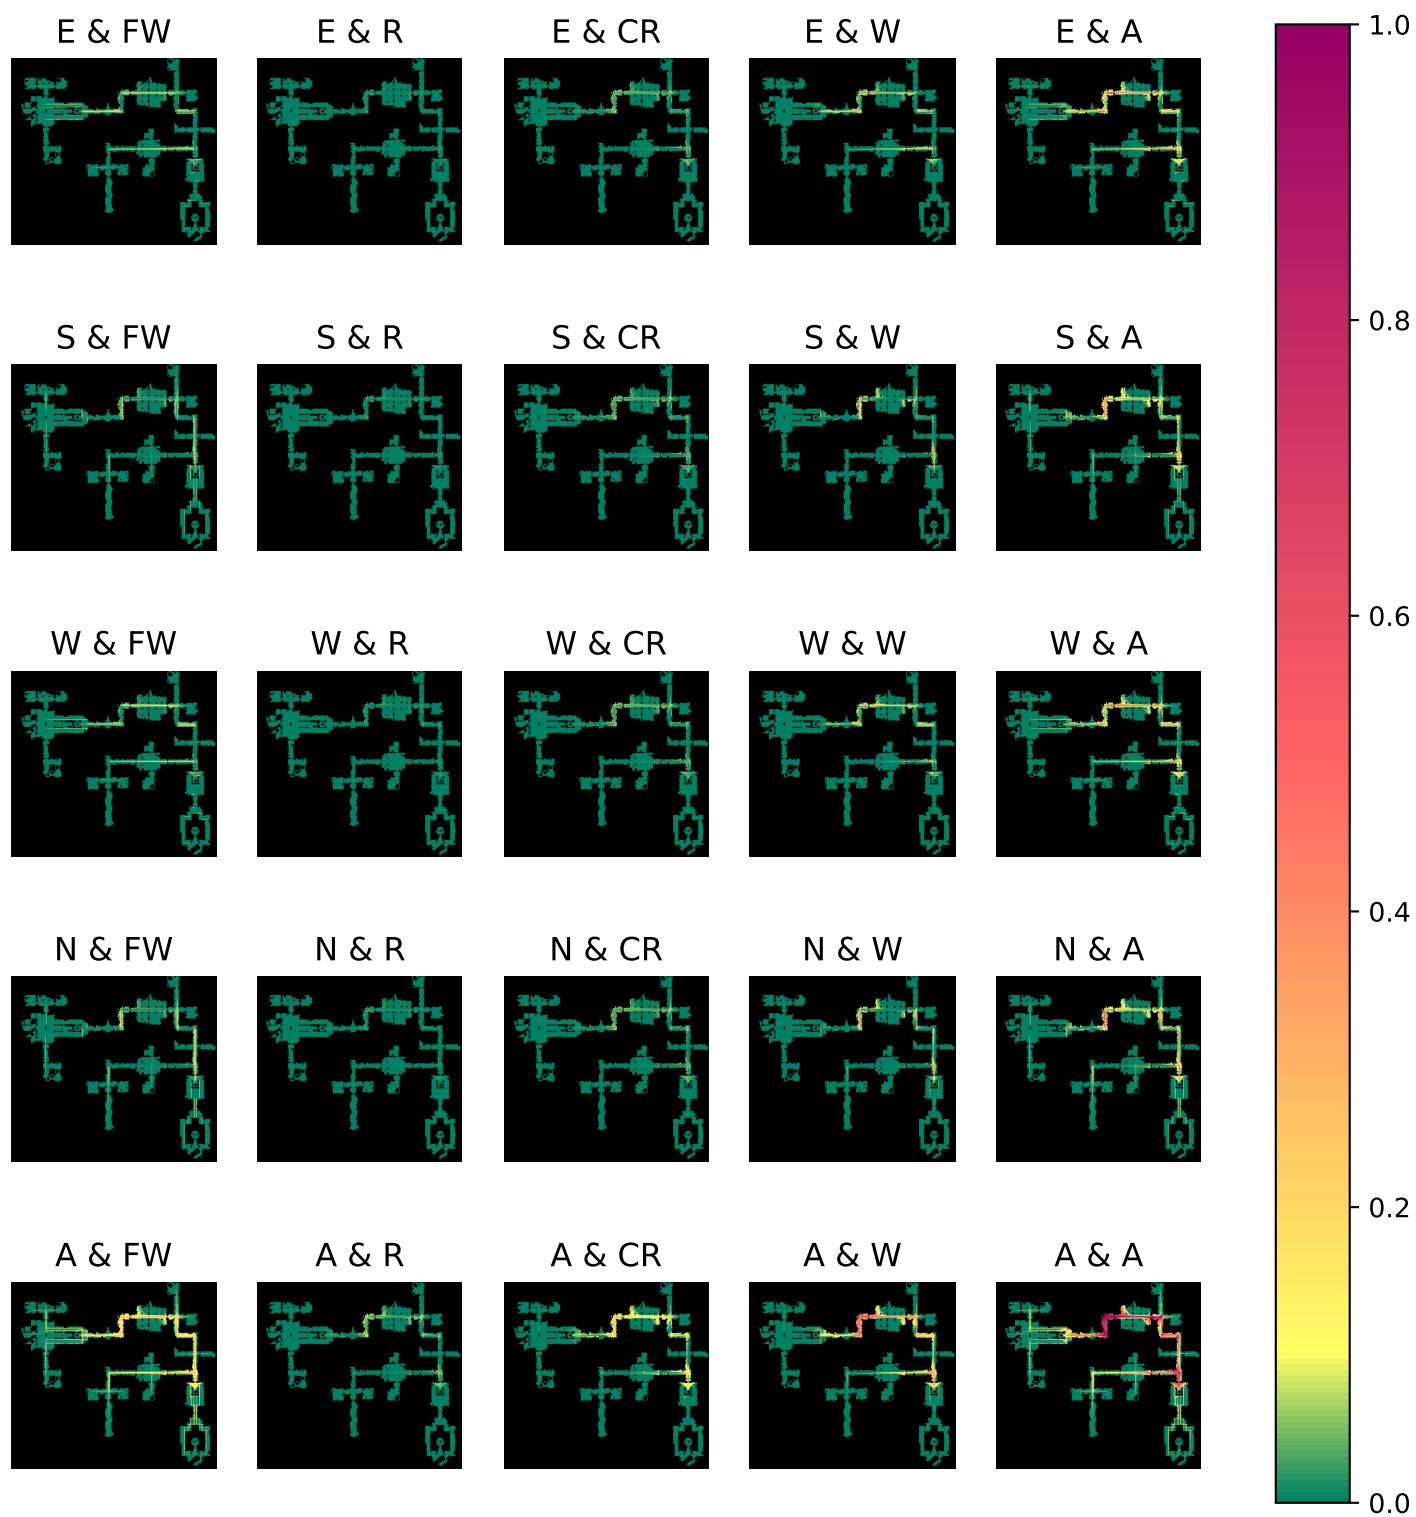 E & FW
E & R
E & CR
E & W
E & A
S & FW
S & R
S & CR
S & W
S & A
W & FW
W & R
W & CR
W & W
W & A
N & FW
N & R
N & CR
N & W
N & A
A & FW
A & R
A & CR
A & W
A & A
1.0
0.8
0.6
0.4
0.2
0.0